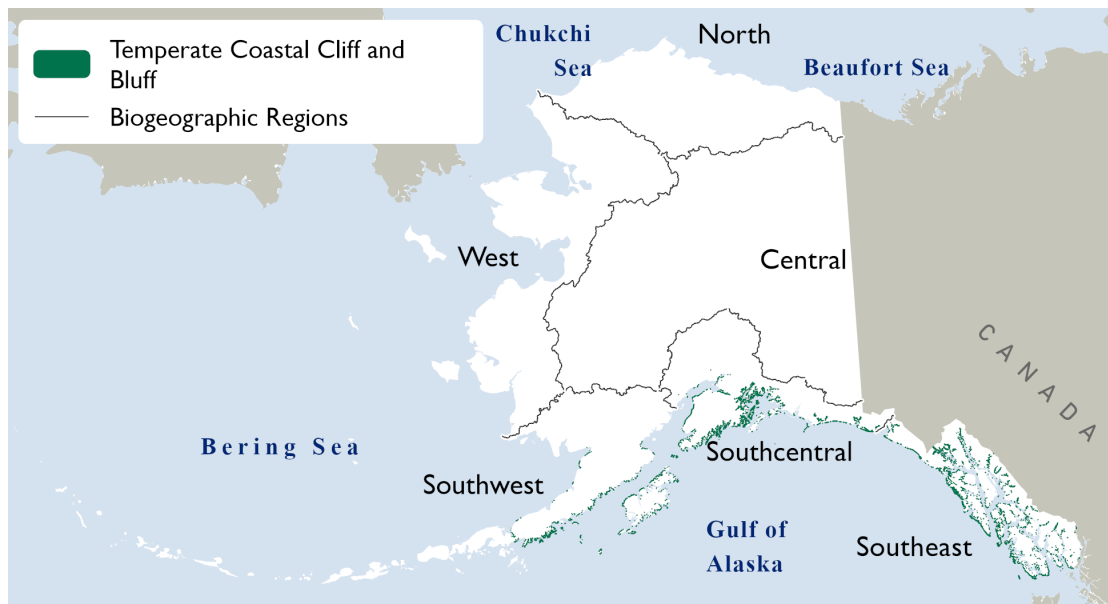 Temperate Coastal Cliff and
Bluff
Biogeographic Regions
Chukchi
Sea
North
Beaufort Sea
West
Central
CANADA
Bering Sea
Southwest
Southcentral
Gulf of
Alaska
Southeast